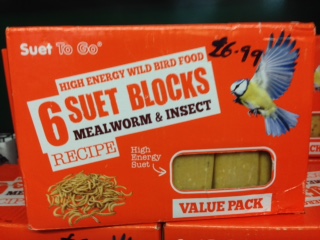 Suet To Go®
£6.99
HIGH ENERGY WILD BIRD FOOD
6 SUET BLOCKS
MEALWORM & INSECT
RECIPE
High
Energy
Suet
VALUE PACK